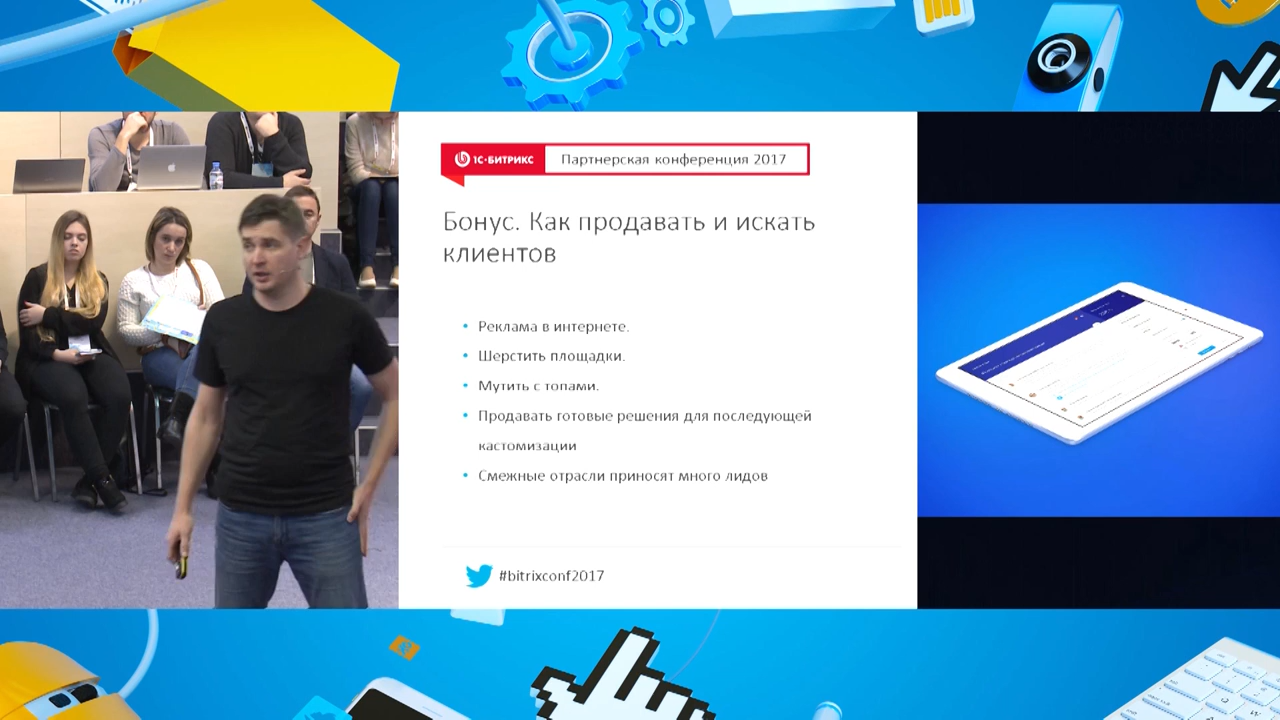 1С-БИТРИКС
Партнерская конференция 2017
Бонус. Как продавать и искать
клиентов
• Реклама в интернете.
• Шерстить площадки.
• Мутить с топами.
• Продавать готовые решения для последующей
кастомизации
• Смежные отрасли приносят много лидов
#bitrixconf2017